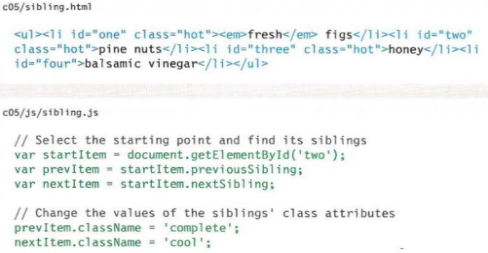 c05/sibling.html
<ul><li id="one" class="hot"><em>fresh</em> figs</li><li id="two"
class="hot">pine nuts</li><li id="three" class="hot">honey</li><li
id="four">balsamic vinegar</li></ul>
c05/js/sibling.js
// Select the starting point and find its siblings
var startItem = document.getElementById('two');
var prevItem = startItem.previousSibling;
var nextItem = startItem.nextSibling;
// Change the values of the siblings' class attributes
prevItem.className = 'complete';
nextItem.className = 'cool';